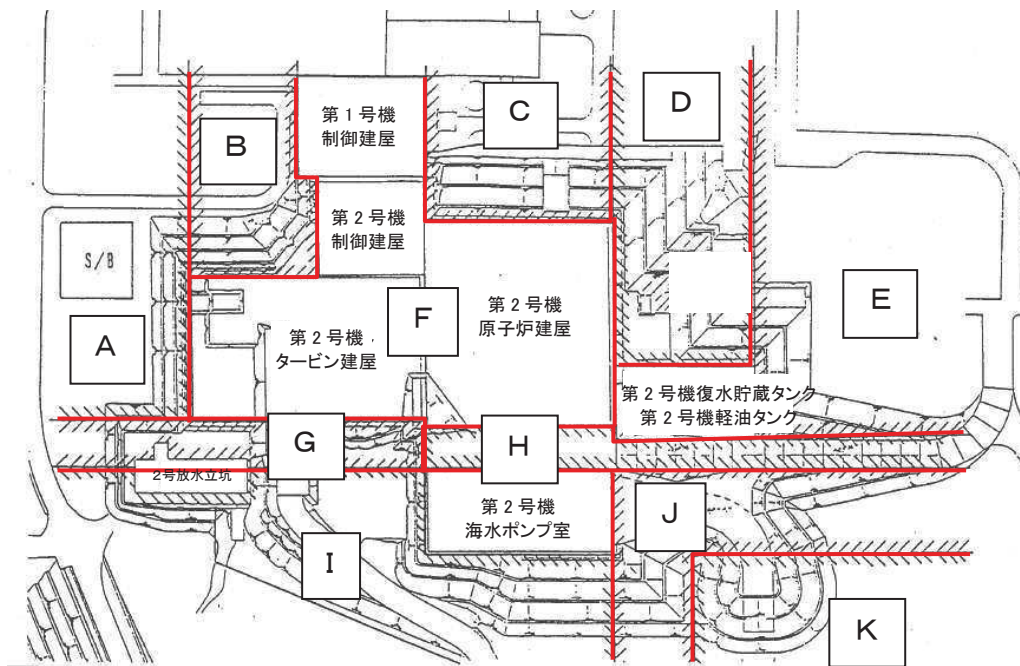 第1号機
制御建屋
B
C
D
第2号機
制御建屋
S/B
A
第2号機
タービン建屋
F
第2号機
原子炉建屋
E
第2号機復水貯蔵タンク
第2号機軽油タンク
G
H
2号放水立坑
第2号機
海水ポンプ室
I
J
K